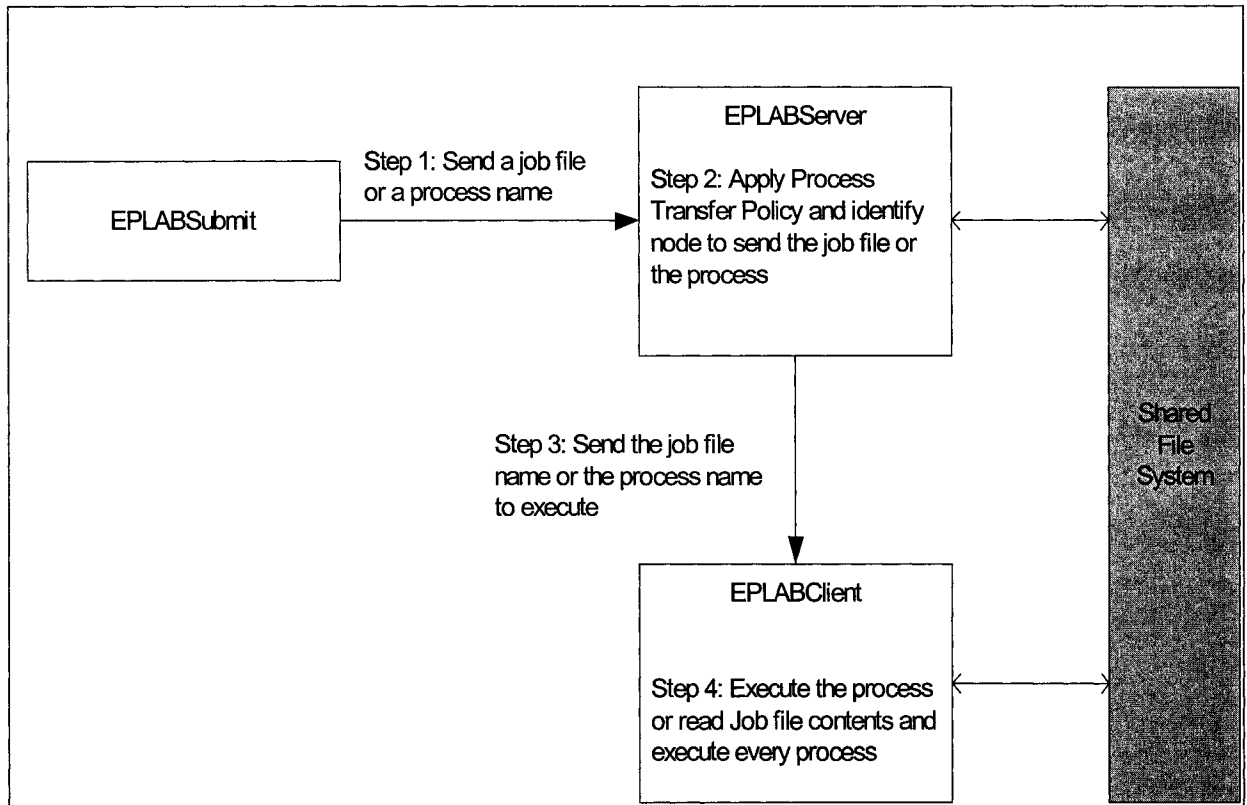 EPLABSubmit
Step 1: Send a job file
or a process name
EPLABServer
Step 2: Apply Process
Transfer Policy and identify
node to send the job file or
the process
Shared
File
System
Step 3: Send the job file
name or the process name
to execute
EPLABClient
Step 4: Execute the process
or read Job file contents and
execute every process